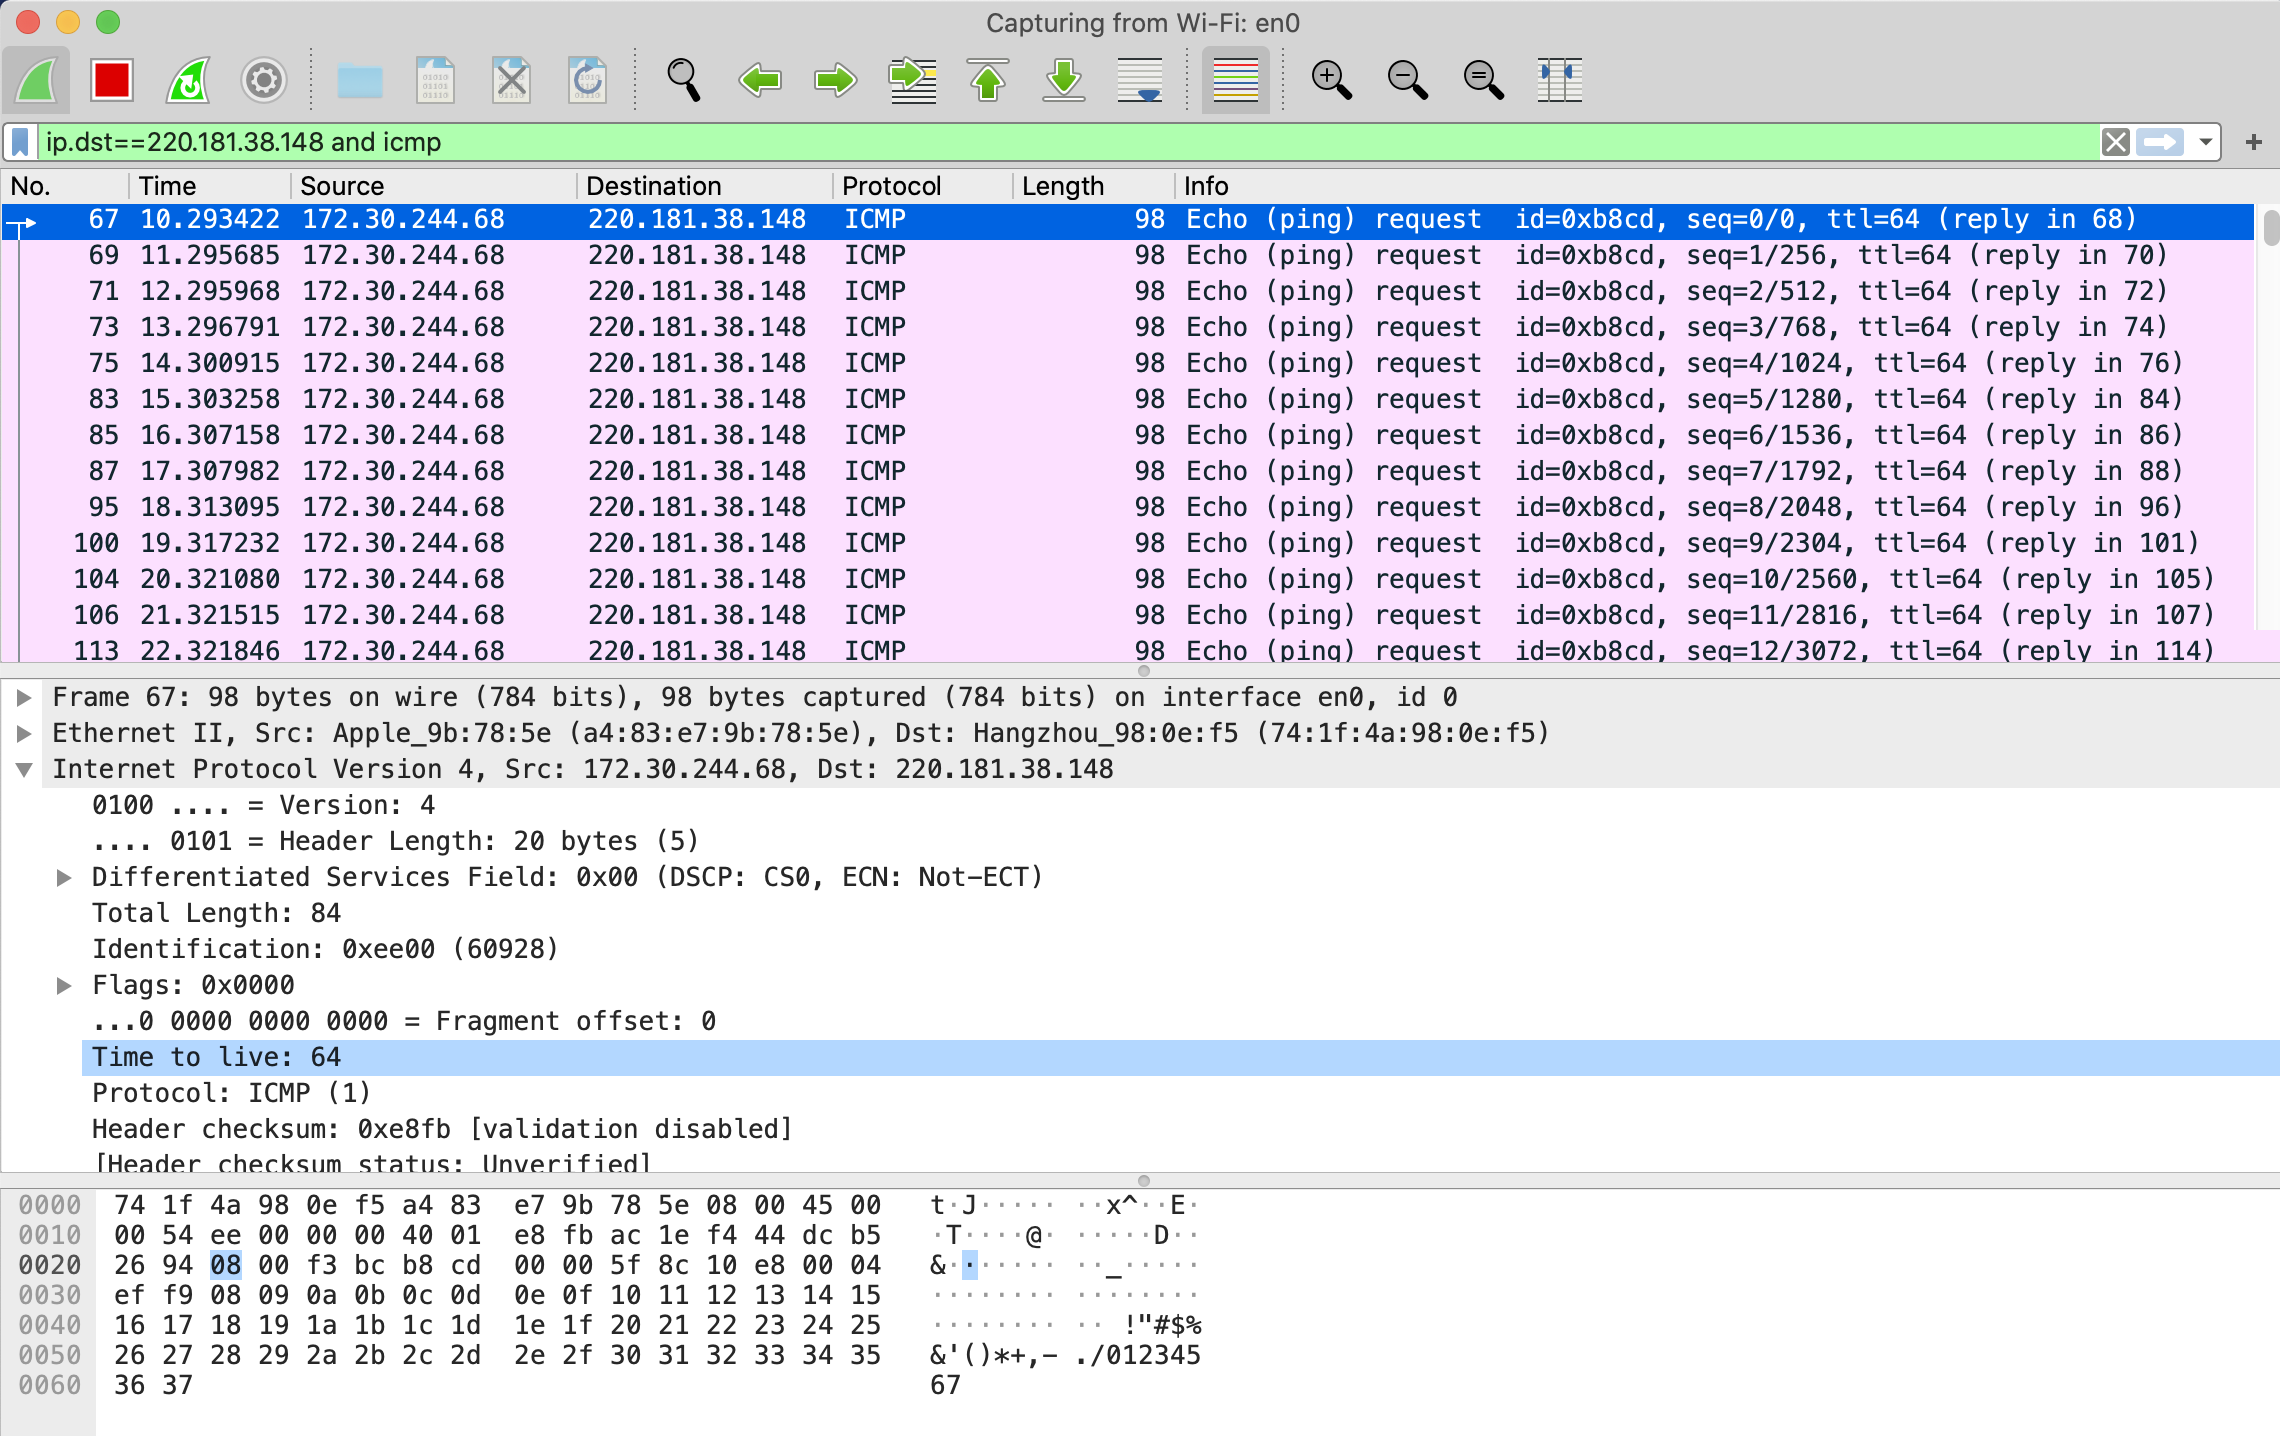 Capturing from Wi-Fi: en0
ip.dst==220.181.38.148 and icmp
No. Time Source Destination Protocol Length Info
67 10.293422 172.30.244.68 220.181.38.148 ICMP 98 Echo (ping) request id=0xb8cd, seq=0/0, ttl=64 (reply in 68)
69 11.295685 172.30.244.68 220.181.38.148 ICMP 98 Echo (ping) request id=0xb8cd, seq=1/256, ttl=64 (reply in 70)
71 12.295968 172.30.244.68 220.181.38.148 ICMP 98 Echo (ping) request id=0xb8cd, seq=2/512, ttl=64 (reply in 72)
73 13.296791 172.30.244.68 220.181.38.148 ICMP 98 Echo (ping) request id=0xb8cd, seq=3/768, ttl=64 (reply in 74)
75 14.300915 172.30.244.68 220.181.38.148 ICMP 98 Echo (ping) request id=0xb8cd, seq=4/1024, ttl=64 (reply in 76)
83 15.303258 172.30.244.68 220.181.38.148 ICMP 98 Echo (ping) request id=0xb8cd, seq=5/1280, ttl=64 (reply in 84)
85 16.307158 172.30.244.68 220.181.38.148 ICMP 98 Echo (ping) request id=0xb8cd, seq=6/1536, ttl=64 (reply in 86)
87 17.307982 172.30.244.68 220.181.38.148 ICMP 98 Echo (ping) request id=0xb8cd, seq=7/1792, ttl=64 (reply in 88)
95 18.313095 172.30.244.68 220.181.38.148 ICMP 98 Echo (ping) request id=0xb8cd, seq=8/2048, ttl=64 (reply in 96)
100 19.317232 172.30.244.68 220.181.38.148 ICMP 98 Echo (ping) request id=0xb8cd, seq=9/2304, ttl=64 (reply in 101)
104 20.321080 172.30.244.68 220.181.38.148 ICMP 98 Echo (ping) request id=0xb8cd, seq=10/2560, ttl=64 (reply in 105)
106 21.321515 172.30.244.68 220.181.38.148 ICMP 98 Echo (ping) request id=0xb8cd, seq=11/2816, ttl=64 (reply in 107)
113 22.321846 172.30.244.68 220.181.38.148 ICMP 98 Echo (ping) request id=0xb8cd, seq=12/3072, ttl=64 (reply in 114)
Frame 67: 98 bytes on wire (784 bits), 98 bytes captured (784 bits) on interface en0, id 0
Ethernet II, Src: Apple_9b:78:5e (a4:83:e7:9b:78:5e), Dst: Hangzhou_98:0e:f5 (74:1f:4a:98:0e:f5)
Internet Protocol Version 4, Src: 172.30.244.68, Dst: 220.181.38.148
0100 .... = Version: 4
.... 0101 = Header Length: 20 bytes (5)
Differentiated Services Field: 0x00 (DSCP: CS0, ECN: Not-ECT)
Total Length: 84
Identification: 0xee00 (60928)
Flags: 0x0000
...0 0000 0000 0000 = Fragment offset: 0
Time to live: 64
Protocol: ICMP (1)
Header checksum: 0xe8fb [validation disabled]
[Header checksum status: Unverified]
0000 74 1f 4a 98 0e f5 a4 83 e7 9b 78 5e 08 00 45 00 t·J····· ··x^··E·
0010 00 54 ee 00 00 00 40 01 e8 fb ac 1e f4 44 dc b5 ·T····@· ·····D··
0020 26 94 08 00 f3 bc b8 cd 00 00 5f 8c 10 e8 00 04 &······· ··_·····
0030 ef f9 08 09 0a 0b 0c 0d 0e 0f 10 11 12 13 14 15 ········ ········
0040 16 17 18 19 1a 1b 1c 1d 1e 1f 20 21 22 23 24 25 ········ ·· !"#$%
0050 26 27 28 29 2a 2b 2c 2d 2e 2f 30 31 32 33 34 35 &'()*+,- ./012345
0060 36 37 67